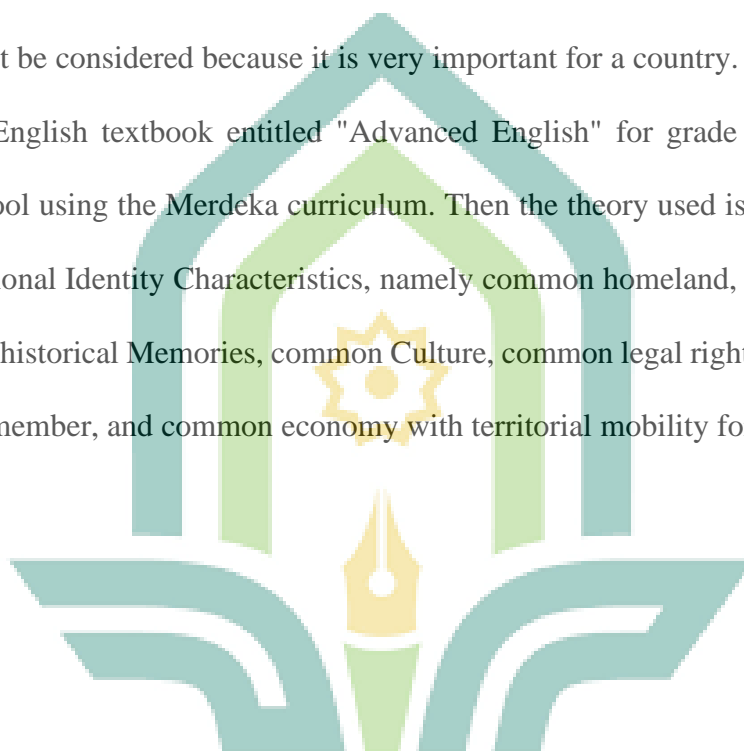 t be considered because it is very important for a country.
English textbook entitled "Advanced English" for grade
ool using the Merdeka curriculum. Then the theory used is
ional Identity Characteristics, namely common homeland,
historical Memories, common Culture, common legal right
member, and common economy with territorial mobility fo